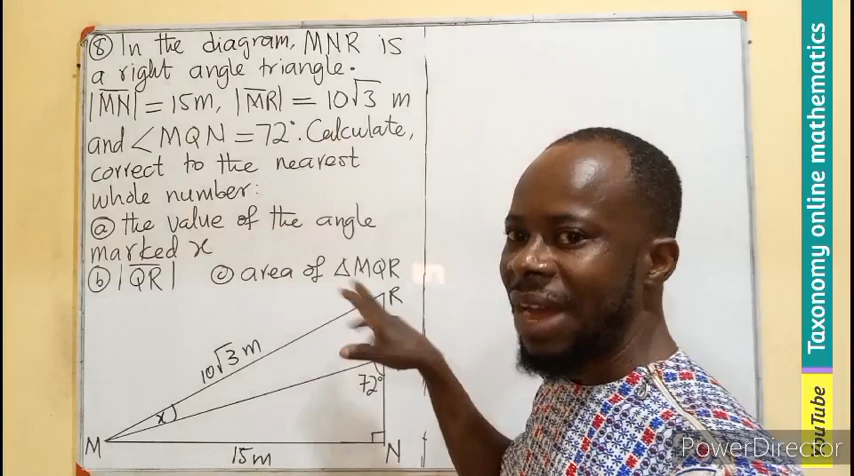 ⑧ In the diagram, MNR is
a right angle triangle.
|MN| = 15m, |MR| = 10√3 m
and ∠MQN = 72°. Calculate,
correct to the nearest
whole number:
ⓐ the value of the angle
marked x
ⓑ |QR| ⓒ area of △MQR
R
10√3 m
72°
x
M
N
15m
Taxonomy online mathematics
YouTube
PowerDirector